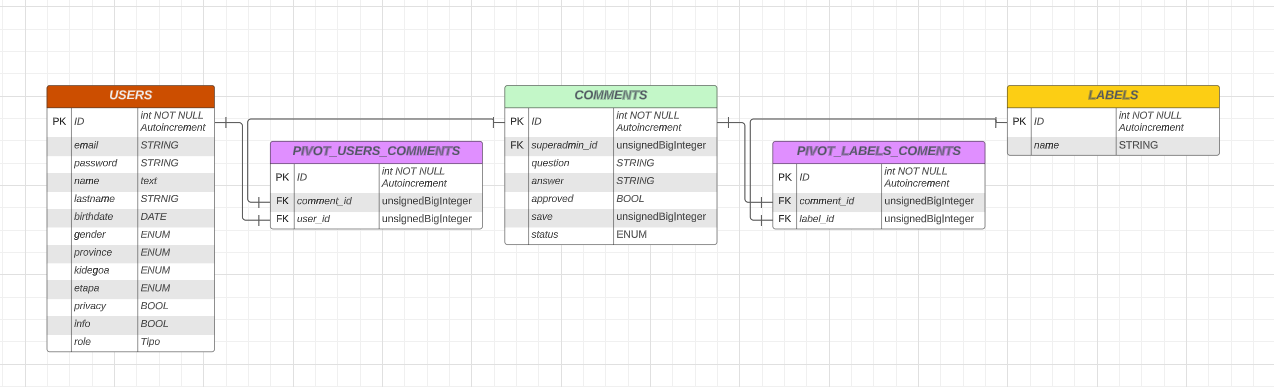 USERS
PK ID int NOT NULL
Autoincrement
email STRING
password STRING
name text
lastname STRNIG
birthdate DATE
gender ENUM
province ENUM
kidegoa ENUM
etapa ENUM
privacy BOOL
Info BOOL
role Tipo
PIVOT_USERS_COMMENTS
PK ID int NOT NULL
Autoincrement
FK comment_id unsignedBigInteger
FK user_id unsignedBigInteger
COMMENTS
PK ID int NOT NULL
Autoincrement
FK superadmin_id unsignedBigInteger
question STRING
answer STRING
approved BOOL
save unsignedBigInteger
status ENUM
PIVOT_LABELS_COMENTS
PK ID int NOT NULL
Autoincrement
FK comment_id unsignedBigInteger
FK label_id unsignedBigInteger
LABELS
PK ID int NOT NULL
Autoincrement
name STRING